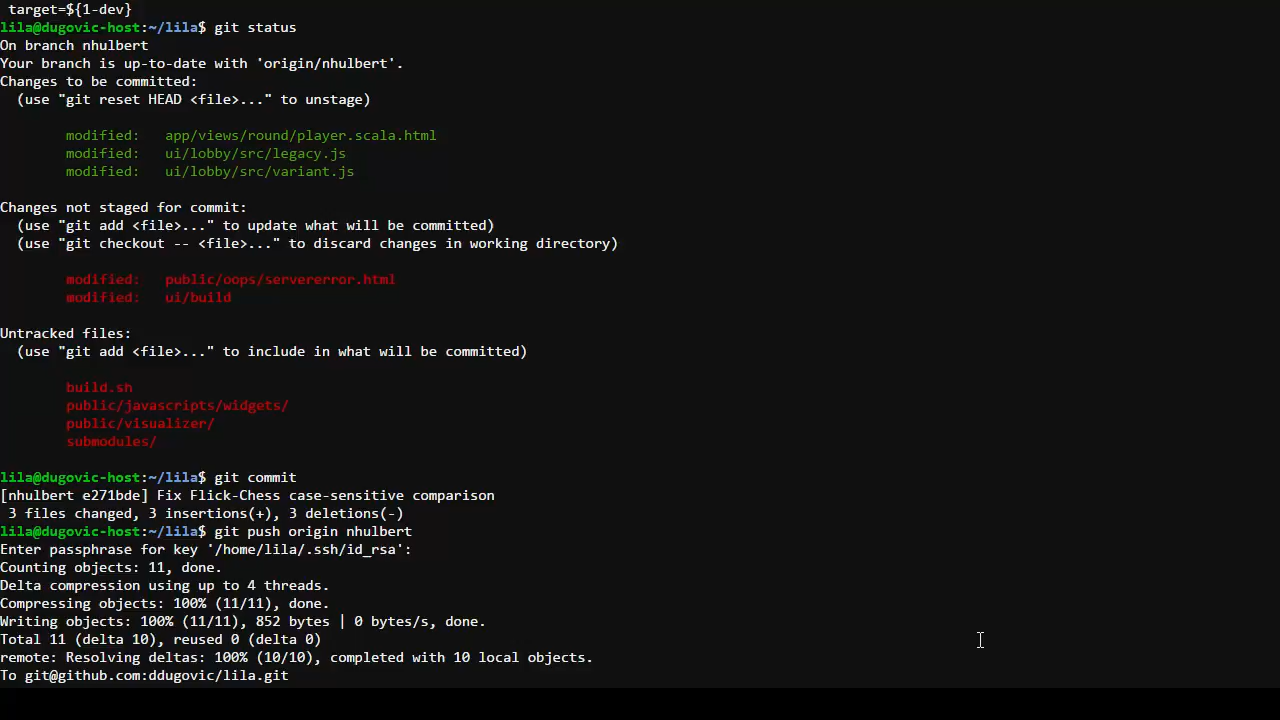 target=${1-dev}
lila@dugovic-host:~/lila$ git status
On branch nhulbert
Your branch is up-to-date with 'origin/nhulbert'.
Changes to be committed:
  (use "git reset HEAD <file>..." to unstage)

        modified:   app/views/round/player.scala.html
        modified:   ui/lobby/src/legacy.js
        modified:   ui/lobby/src/variant.js

Changes not staged for commit:
  (use "git add <file>..." to update what will be committed)
  (use "git checkout -- <file>..." to discard changes in working directory)

        modified:   public/oops/servererror.html
        modified:   ui/build

Untracked files:
  (use "git add <file>..." to include in what will be committed)

        build.sh
        public/javascripts/widgets/
        public/visualizer/
        submodules/

lila@dugovic-host:~/lila$ git commit
[nhulbert e271bde] Fix Flick-Chess case-sensitive comparison
 3 files changed, 3 insertions(+), 3 deletions(-)
lila@dugovic-host:~/lila$ git push origin nhulbert
Enter passphrase for key '/home/lila/.ssh/id_rsa':
Counting objects: 11, done.
Delta compression using up to 4 threads.
Compressing objects: 100% (11/11), done.
Writing objects: 100% (11/11), 852 bytes | 0 bytes/s, done.
Total 11 (delta 10), reused 0 (delta 0)
remote: Resolving deltas: 100% (10/10), completed with 10 local objects.
To git@github.com:ddugovic/lila.git